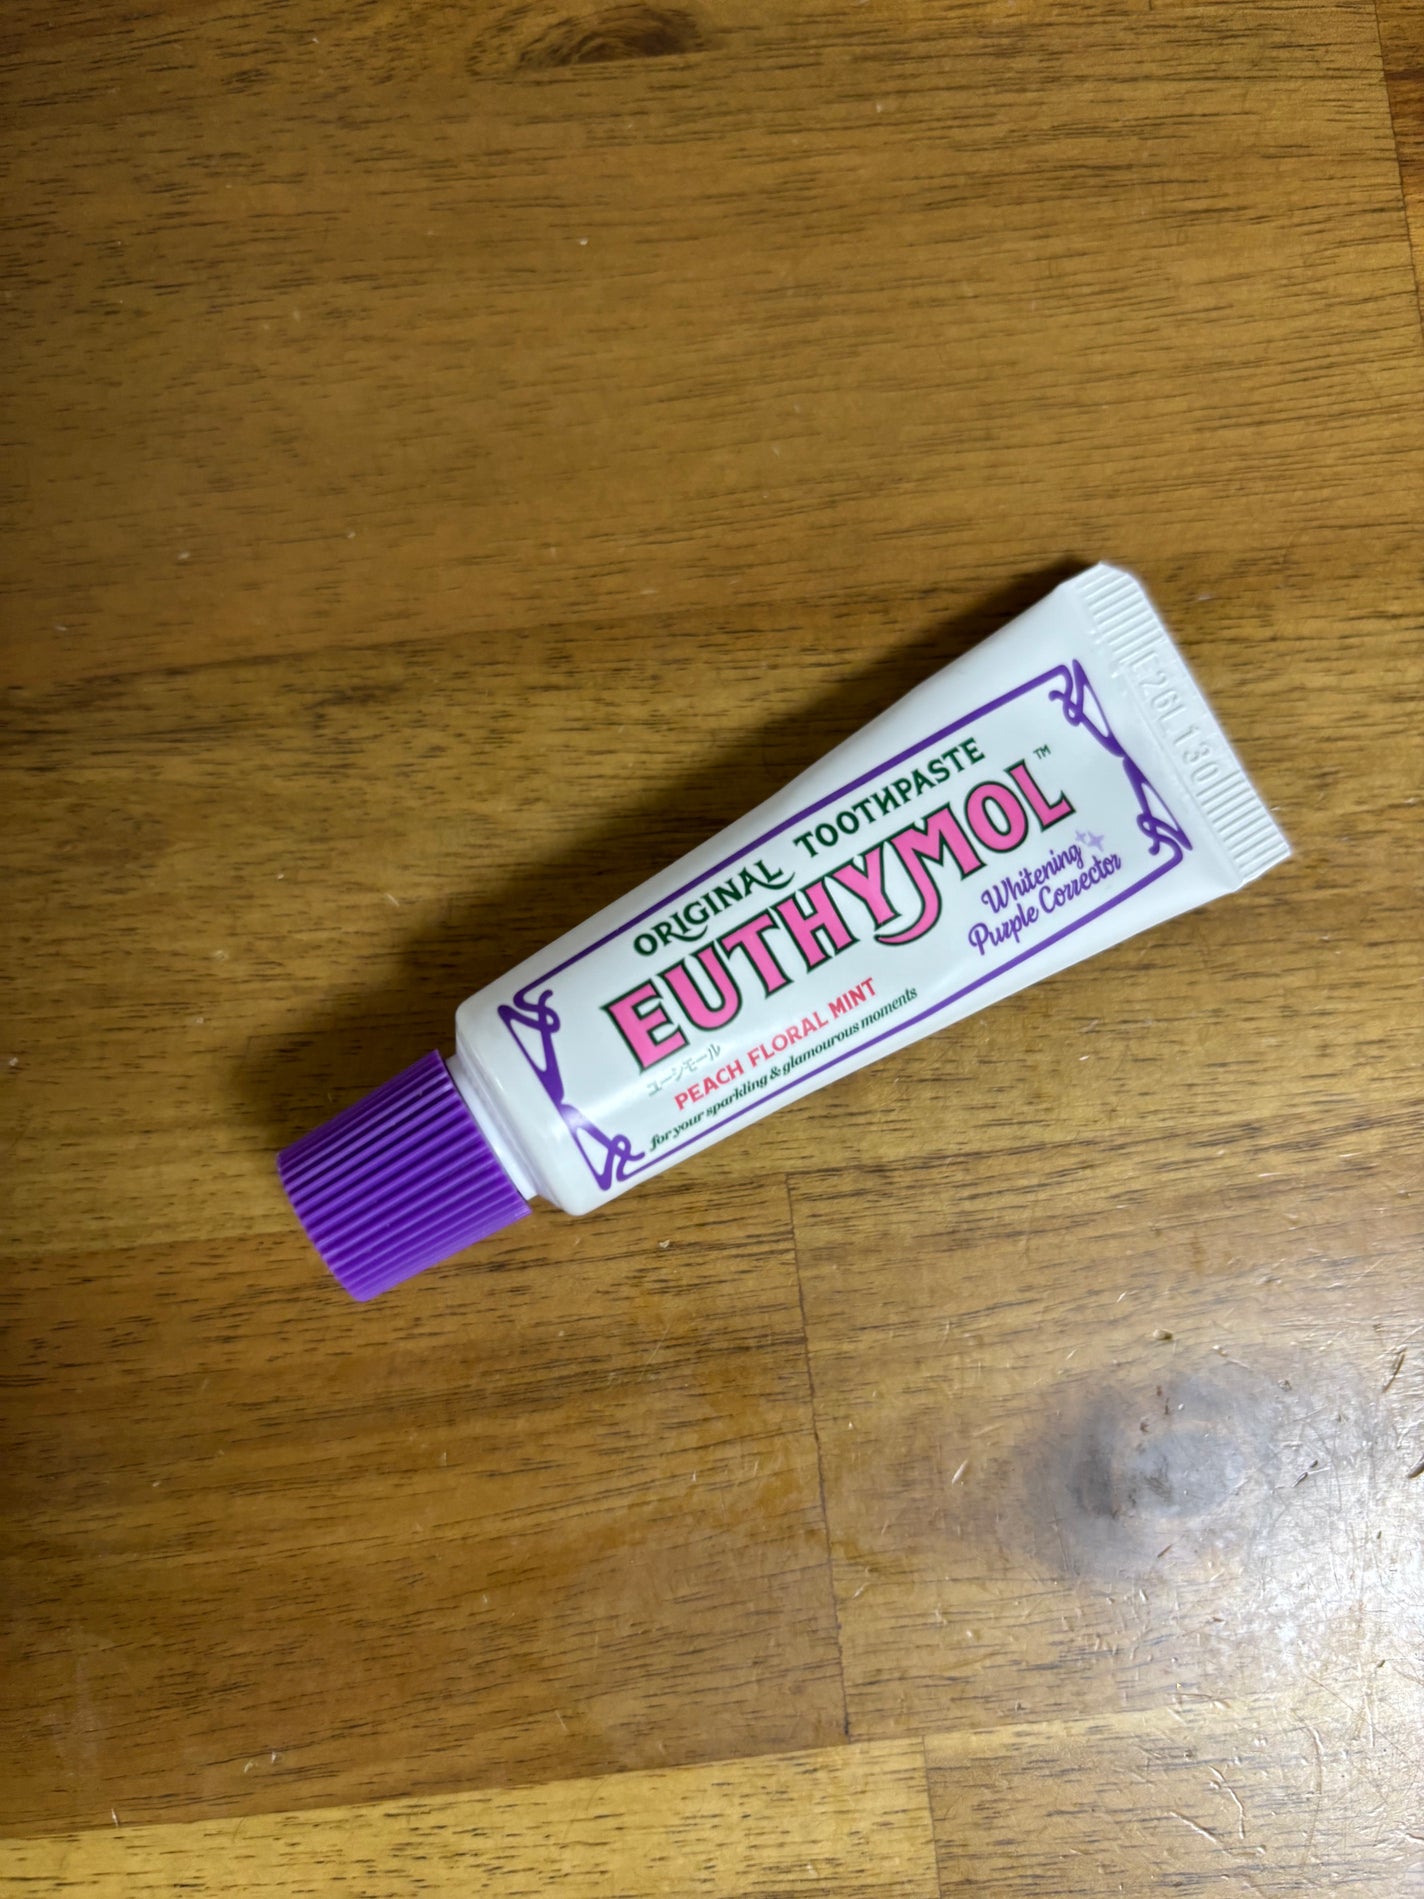 ORIGINAL TOOTHPASTE
EUTHYMOL™
Whitening
Purple Corrector
ユーシモール
PEACH FLORAL MINT
for your sparkling & glamourous moments
E26L130